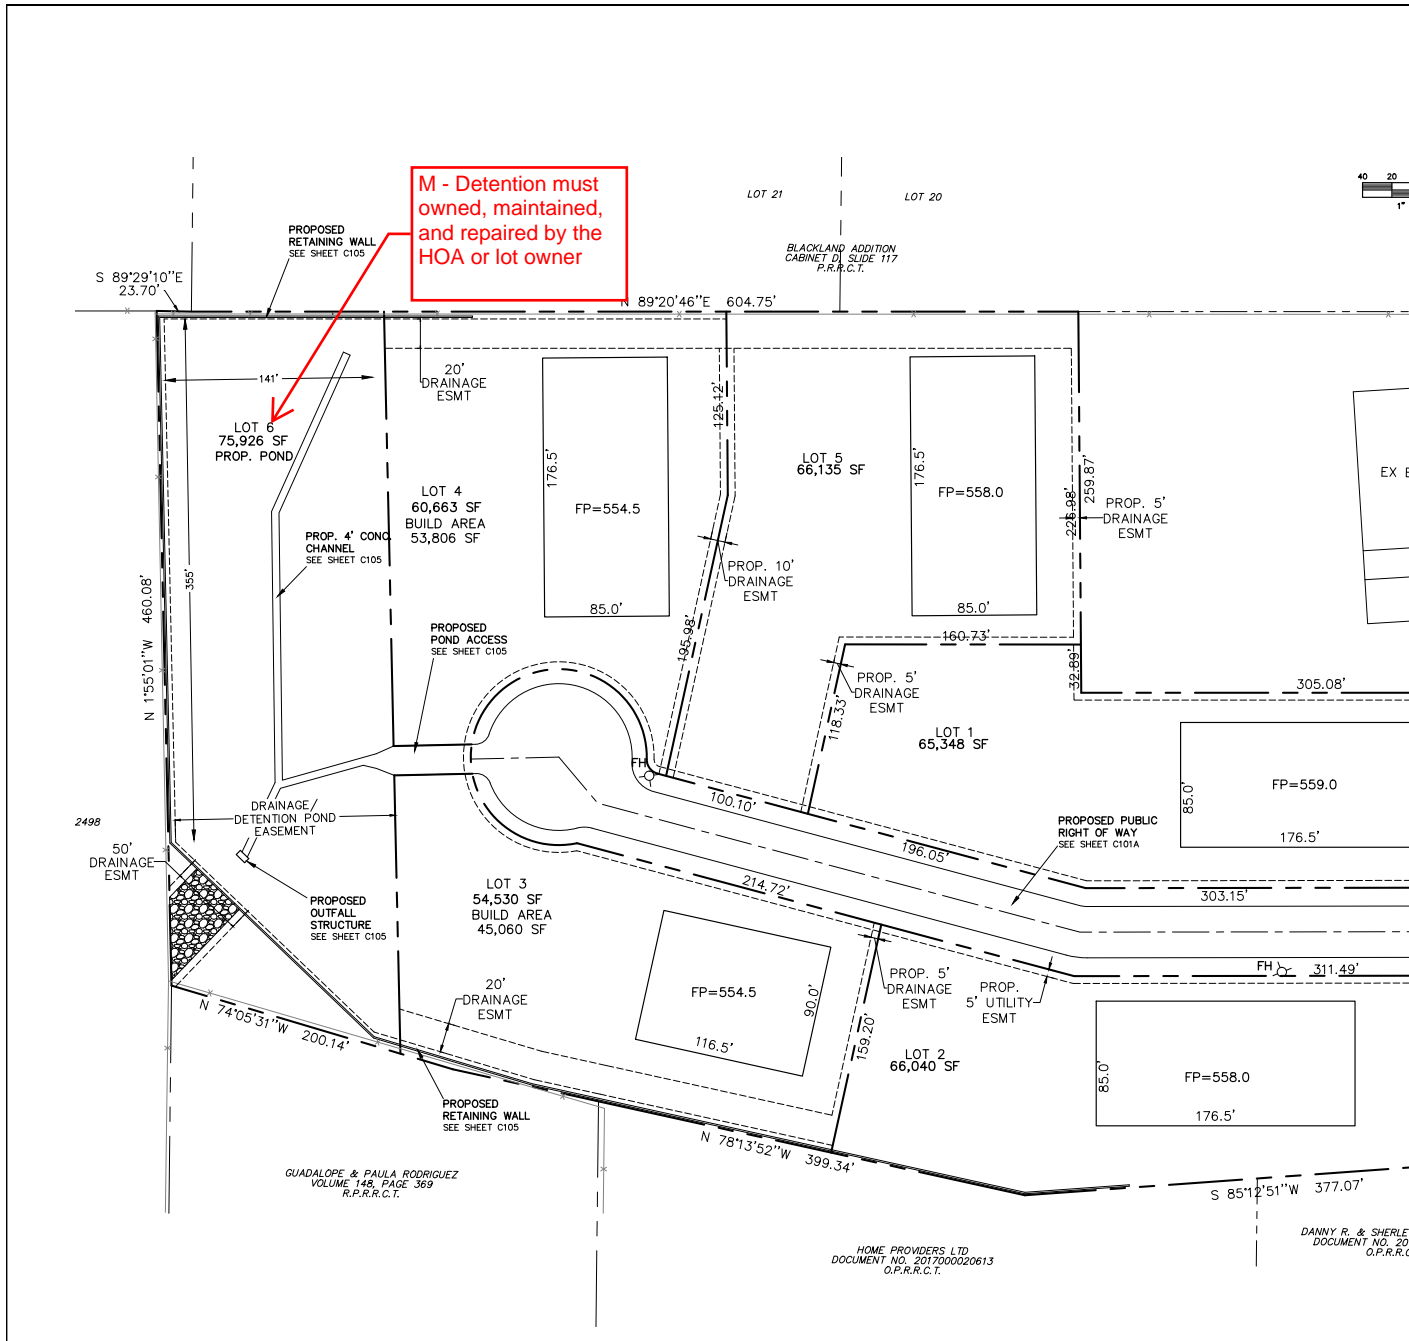 M - Detention must
owned, maintained,
and repaired by the
HOA or lot owner
LOT 21
LOT 20
40 20
1"
BLACKLAND ADDITION
CABINET D, SLIDE 117
P.R.R.C.T.
PROPOSED
RETAINING WALL
SEE SHEET C105
S 89°29'10"E
23.70'
N 89°20'46"E 604.75'
141'
20'
DRAINAGE
ESMT
LOT 6
75,926 SF
PROP. POND
355'
N 1°55'01"W 460.08'
PROP. 4' CONC.
CHANNEL
SEE SHEET C105
LOT 4
60,663 SF
BUILD AREA
53,806 SF
176.5'
FP=554.5
85.0'
125.12'
195.98'
PROP. 10'
DRAINAGE
ESMT
LOT 5
66,135 SF
176.5'
FP=558.0
85.0'
226.98'
259.87'
PROP. 5'
DRAINAGE
ESMT
EX B
PROPOSED
POND ACCESS
SEE SHEET C105
160.73'
32.89'
305.08'
PROP. 5'
DRAINAGE
ESMT
118.33'
LOT 1
65,348 SF
FH
100.10'
85.0'
FP=559.0
176.5'
PROPOSED PUBLIC
RIGHT OF WAY
SEE SHEET C101A
196.05'
303.15'
214.72'
2498
DRAINAGE/
DETENTION POND
EASEMENT
50'
DRAINAGE
ESMT
PROPOSED
OUTFALL
STRUCTURE
SEE SHEET C105
LOT 3
54,530 SF
BUILD AREA
45,060 SF
20'
DRAINAGE
ESMT
FP=554.5
90.0'
116.5'
PROP. 5'
DRAINAGE
ESMT
PROP.
5' UTILITY
ESMT
FH
311.49'
159.20'
LOT 2
66,040 SF
85.0'
FP=558.0
176.5'
N 74°05'31"W 200.14'
PROPOSED
RETAINING WALL
SEE SHEET C105
N 78°13'52"W 399.34'
S 85°12'51"W 377.07'
GUADALOPE & PAULA RODRIGUEZ
VOLUME 148, PAGE 369
R.P.R.R.C.T.
HOME PROVIDERS LTD
DOCUMENT NO. 2017000020613
O.P.R.R.C.T.
DANNY R. & SHERLE
DOCUMENT NO. 20
O.P.R.R.C